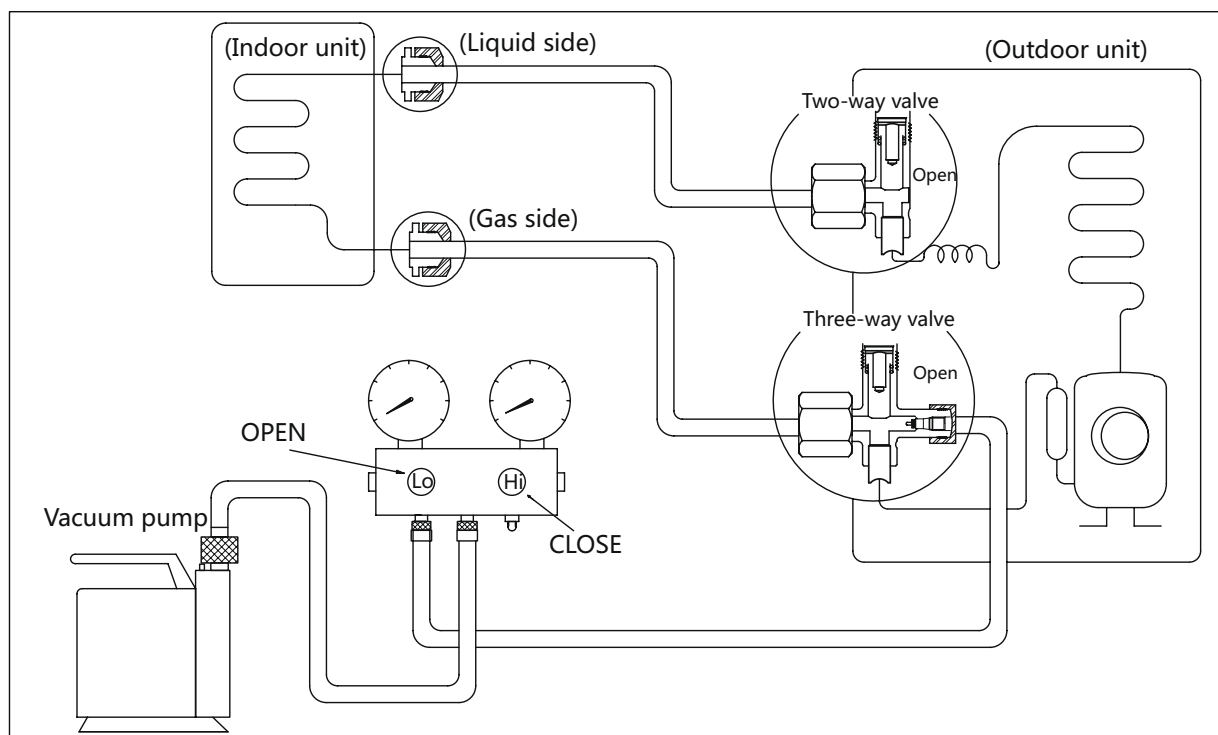 (Indoor unit)
(Liquid side)
(Outdoor unit)
Two-way valve
Open
(Gas side)
Three-way valve
Open
OPEN
Lo
Hi
CLOSE
Vacuum pump